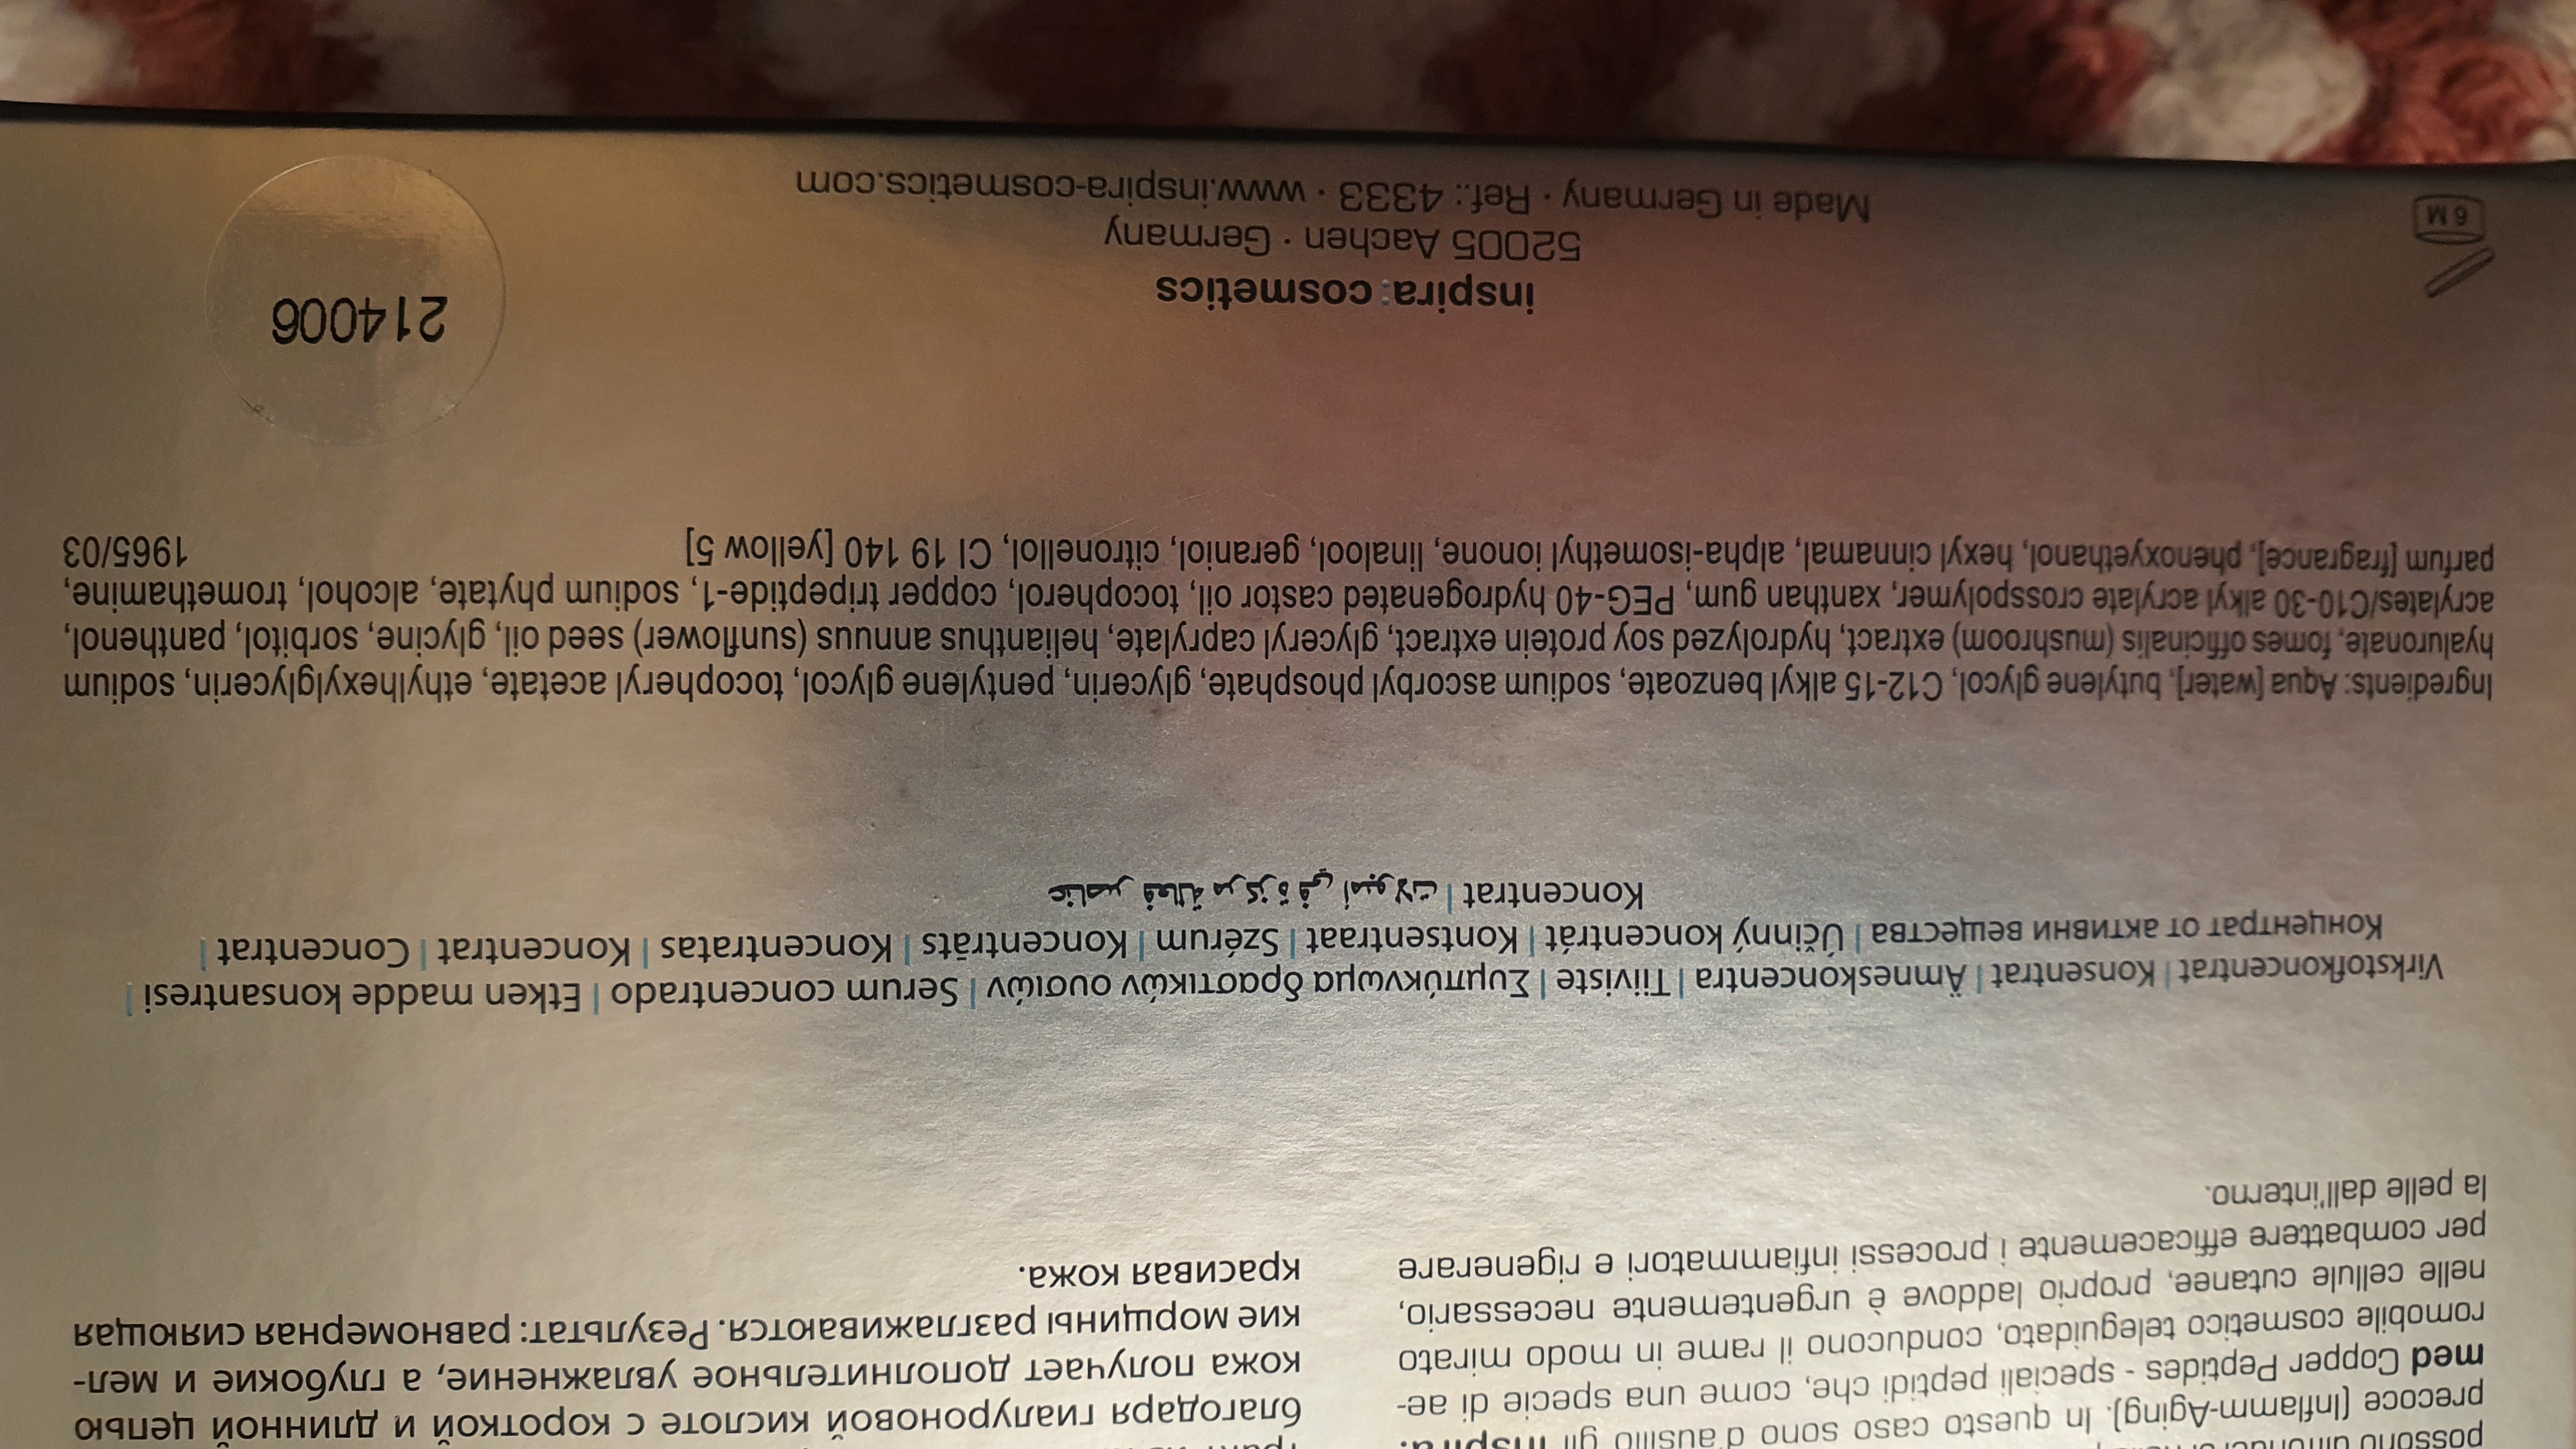 possono
precoce (Inflamm-Aging). In questo caso sono d'ausilio gli inspira:
med Copper Peptides - speciali peptidi che, come una specie di ae-
romobile cosmetico teleguidato, conducono il rame in modo mirato
nelle cellule cutanee, proprio laddove è urgentemente necessario,
per combattere efficacemente i processi infiammatori e rigenerare
la pelle dall'interno.
благодаря гиалуроновой кислоте с короткой и длинной цепью
кожа получает дополнительное увлажнение, а глубокие и мел-
кие морщины разглаживаются. Результат: равномерная сияющая
красивая кожа.
Virkstofkoncentrat | Konsentrat | Ämneskoncentra | Tiiviste | Συμπύκνωμα δραστικών ουσιών | Serum concentrado | Etken madde konsantresi |
Концентрат от активни вещества | Účinný koncentrát | Kontsentraat | Szérum | Koncentrāts | Koncentratas | Koncentrat | Concentrat |
Koncentrat | عناصر فعالة مركزة في أمبولات
Ingredients: Aqua [water], butylene glycol, C12-15 alkyl benzoate, sodium ascorbyl phosphate, glycerin, pentylene glycol, tocopheryl acetate, ethylhexylglycerin, sodium
hyaluronate, fomes officinalis (mushroom) extract, hydrolyzed soy protein extract, glyceryl caprylate, helianthus annuus (sunflower) seed oil, glycine, sorbitol, panthenol,
acrylates/C10-30 alkyl acrylate crosspolymer, xanthan gum, PEG-40 hydrogenated castor oil, tocopherol, copper tripeptide-1, sodium phytate, alcohol, tromethamine,
parfum [fragrance], phenoxyethanol, hexyl cinnamal, alpha-isomethyl ionone, linalool, geraniol, citronellol, CI 19 140 [yellow 5] 1965/03
inspira: cosmetics
52005 Aachen · Germany
Made in Germany · Ref.: 4333 · www.inspira-cosmetics.com
6 M
214006